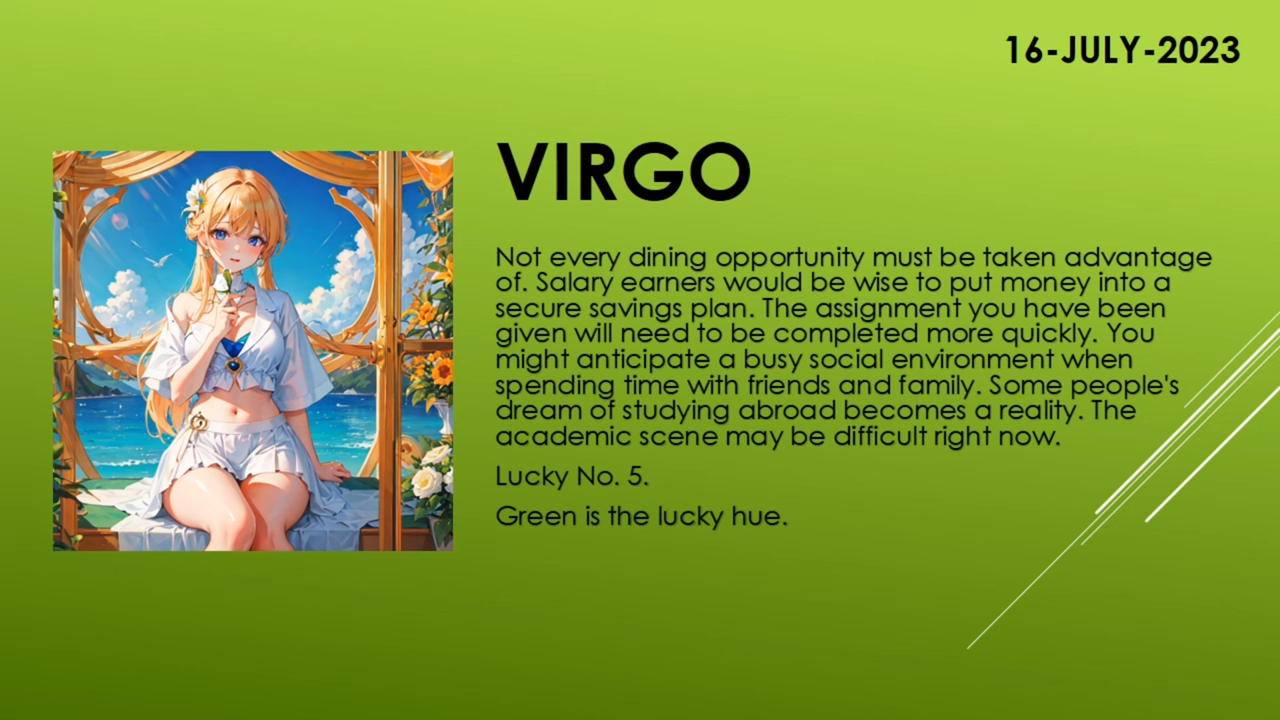 16-JULY-2023
VIRGO
Not every dining opportunity must be taken advantage
of. Salary earners would be wise to put money into a
secure savings plan. The assignment you have been
given will need to be completed more quickly. You
might anticipate a busy social environment when
spending time with friends and family. Some people's
dream of studying abroad becomes a reality. The
academic scene may be difficult right now.
Lucky No. 5.
Green is the lucky hue.